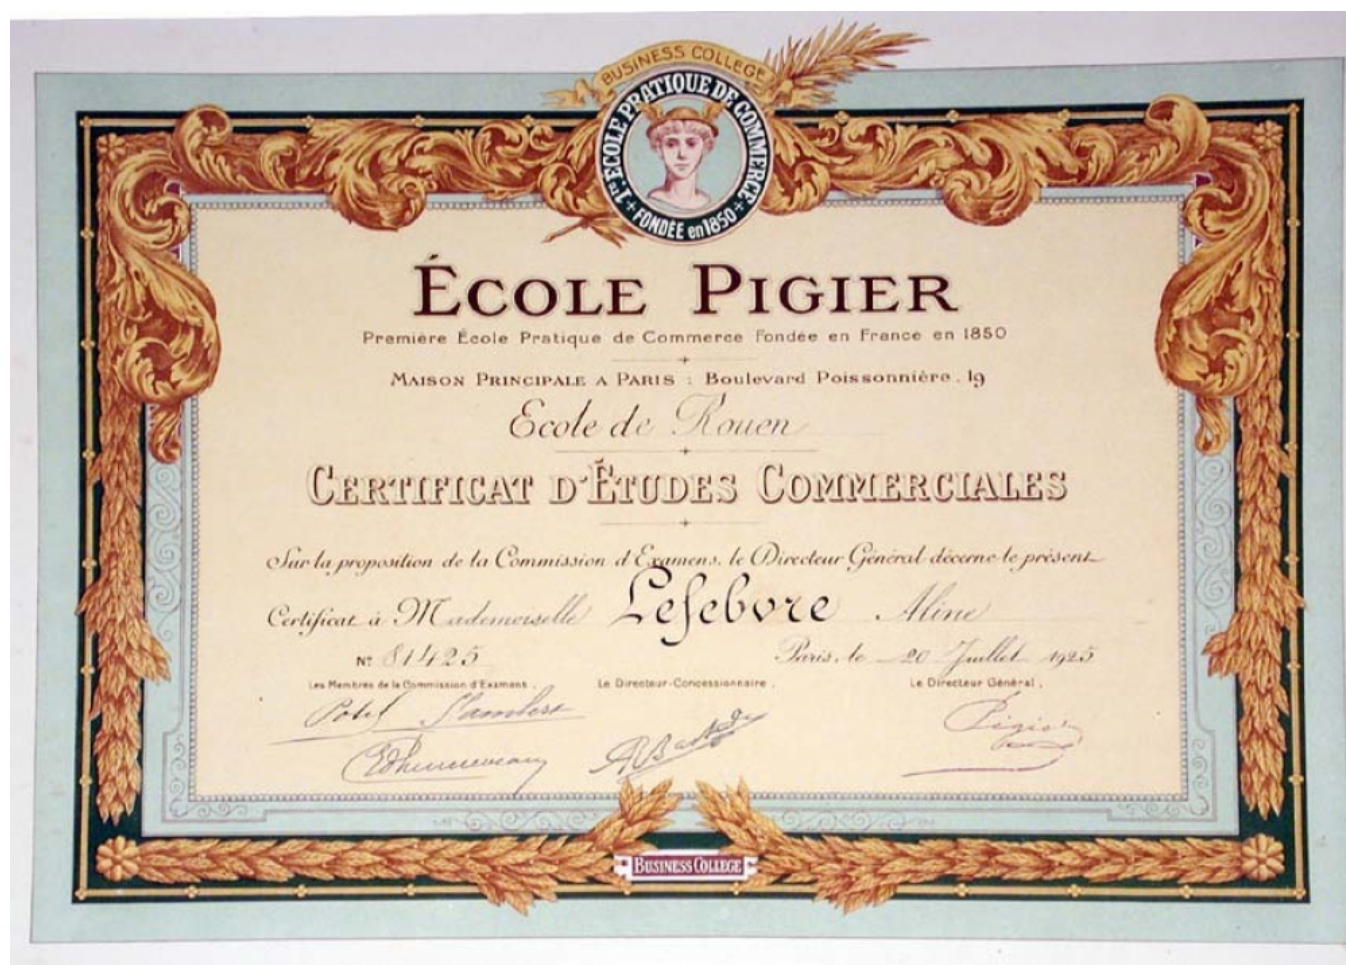 BUSINESS COLLEGE
1ère ÉCOLE PRATIQUE DE COMMERCE
+ FONDÉE en 1850 +
ÉCOLE PIGIER
Première École Pratique de Commerce Fondée en France en 1850
MAISON PRINCIPALE A PARIS : Boulevard Poissonnière, 19
Ecole de Rouen
CERTIFICAT D'ÉTUDES COMMERCIALES
Sur la proposition de la Commission d'Examens, le Directeur Général décerne le présent
Certificat à Mademoiselle Lefebvre Aline
N° 81425 Paris, le 20 Juillet 1925
Les Membres de la Commission d'Examens, Le Directeur-Concessionnaire, Le Directeur Général,
Pigier
BUSINESS COLLEGE